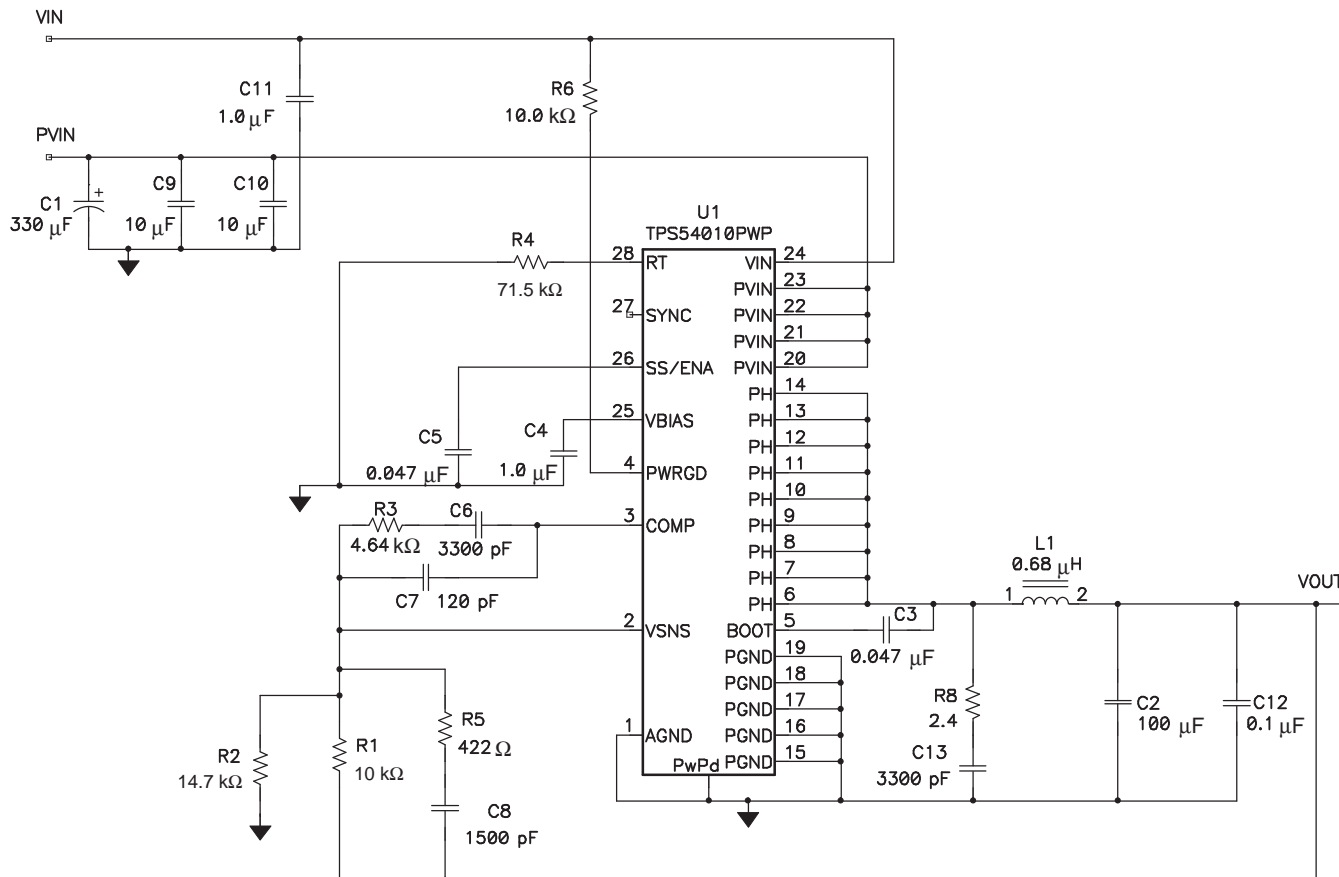 VIN
C11
1.0 μF
R6
10.0 kΩ
PVIN
C1
330 μF
+
C9
10 μF
C10
10 μF
U1
TPS54010PWP
R4
71.5 kΩ
28 RT
27 SYNC
26 SS/ENA
25 VBIAS
4 PWRGD
3 COMP
2 VSNS
1 AGND
VIN 24
PVIN 23
PVIN 22
PVIN 21
PVIN 20
PH 14
PH 13
PH 12
PH 11
PH 10
PH 9
PH 8
PH 7
PH 6
BOOT 5
PGND 19
PGND 18
PGND 17
PGND 16
PGND 15
PwPd
C5
0.047 μF
C4
1.0 μF
R3
4.64 kΩ
C6
3300 pF
C7
120 pF
R2
14.7 kΩ
R1
10 kΩ
R5
422 Ω
C8
1500 pF
C3
0.047 μF
L1
0.68 μH
1
2
VOUT
R8
2.4
C13
3300 pF
C2
100 μF
C12
0.1 μF